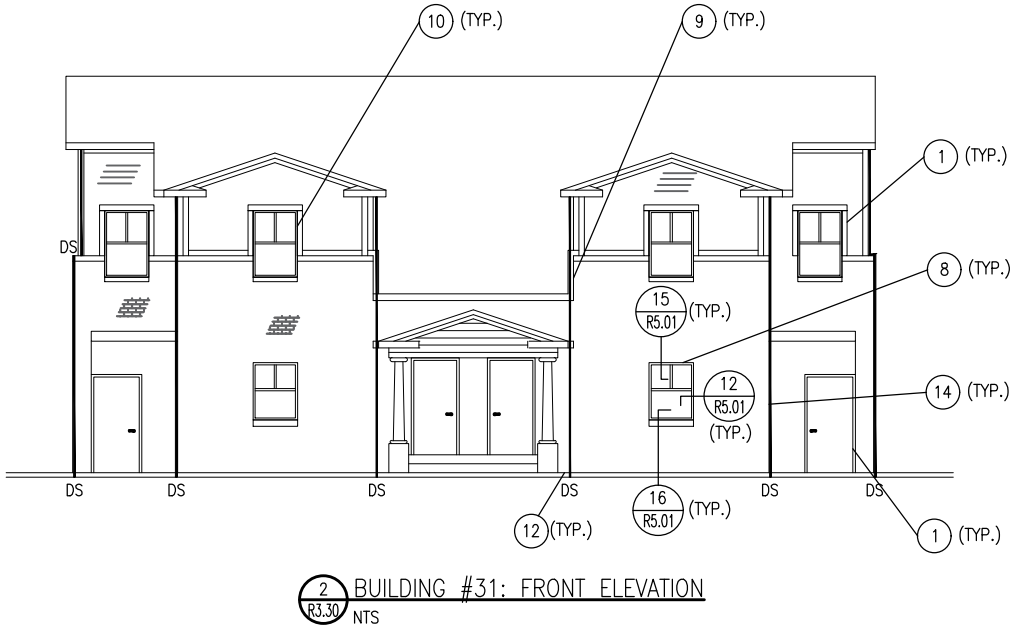 10 (TYP.)
9 (TYP.)
1 (TYP.)
DS
8 (TYP.)
15
R5.01
(TYP.)
12
R5.01
(TYP.)
14 (TYP.)
DS
DS
DS
DS
DS
DS
16
R5.01
(TYP.)
12 (TYP.)
1 (TYP.)
2
R3.30
BUILDING #31: FRONT ELEVATION
NTS